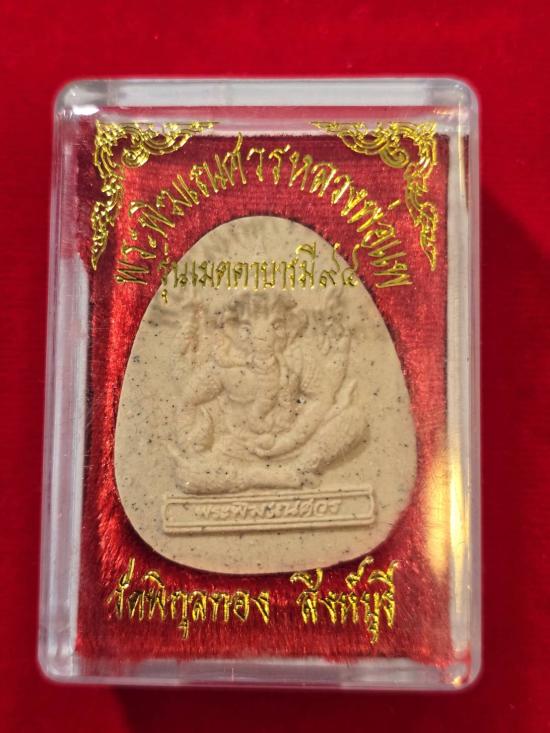 พระพิฆเนศวรหลวงพ่อแพ
รุ่นเมตตาบารมี๙๔
พระพิฆเนศวร
วัดพิกุลทอง สิงห์บุรี